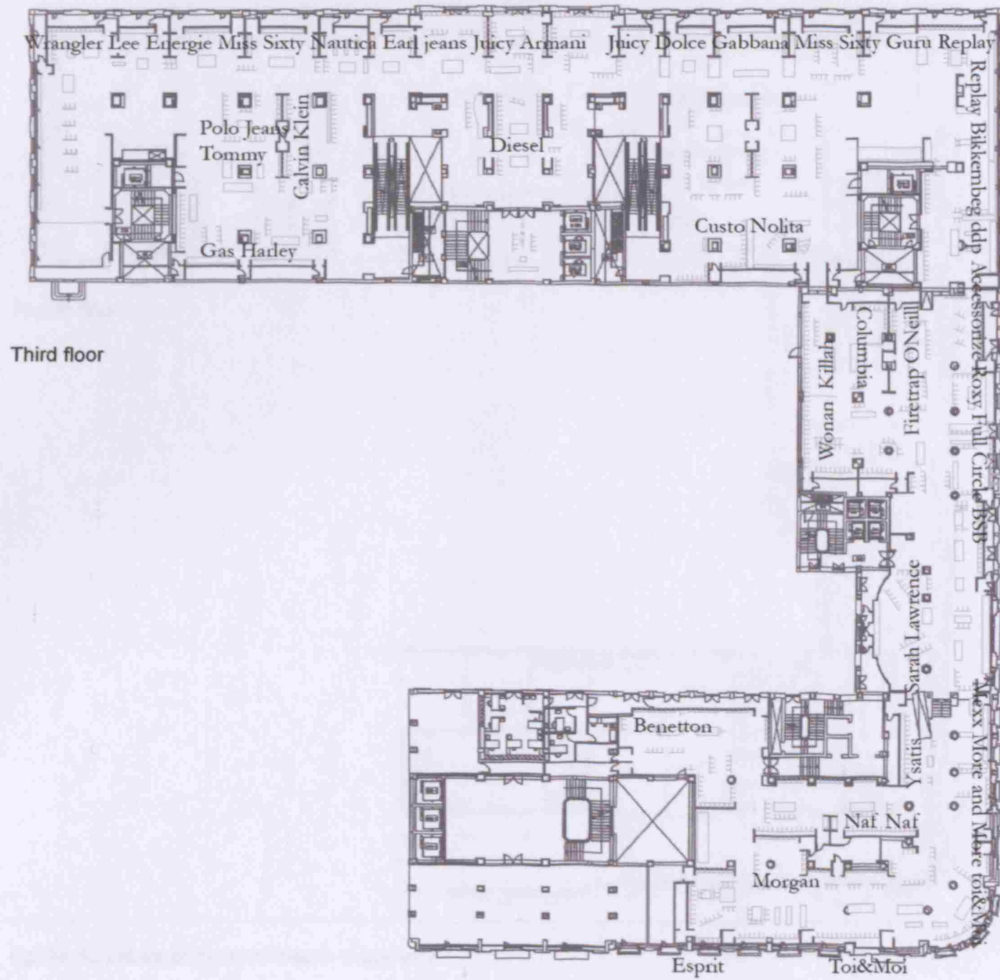 Wrangler Lee Energie Miss Sixty Nautica Earl jeans Juicy Armani Juicy Dolce Gabbana Miss Sixty Guru Replay
Polo Jeans
Tommy
Calvin Klein
Diesel
Gas Harley
Custo Nolita
Replay Bikkembeg ddp Accessorize Roxy Full Circle BSB
Third floor
Wonan Killah
Columbia
Firetrap ONeill
Sarah Lawrence
Benetton
Ysatis
Mexx More and More
Naf Naf
Morgan
Esprit
Toi&Moi